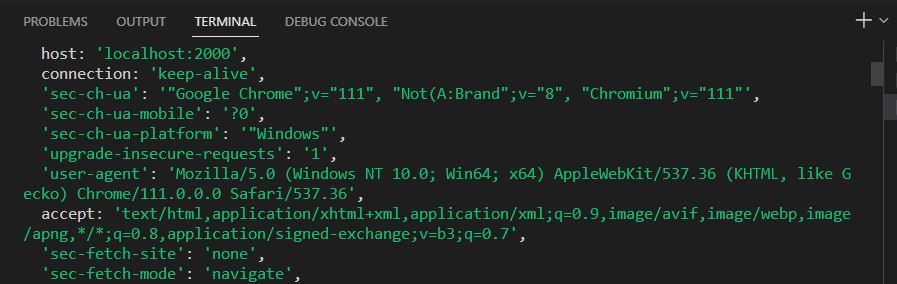 PROBLEMS OUTPUT TERMINAL DEBUG CONSOLE
host: 'localhost:2000',
connection: 'keep-alive',
'sec-ch-ua': '"Google Chrome";v="111", "Not(A:Brand";v="8", "Chromium";v="111"',
'sec-ch-ua-mobile': '?0',
'sec-ch-ua-platform': '"Windows"',
'upgrade-insecure-requests': '1',
'user-agent': 'Mozilla/5.0 (Windows NT 10.0; Win64; x64) AppleWebKit/537.36 (KHTML, like G
ecko) Chrome/111.0.0.0 Safari/537.36',
accept: 'text/html,application/xhtml+xml,application/xml;q=0.9,image/avif,image/webp,image
/apng,*/*;q=0.8,application/signed-exchange;v=b3;q=0.7',
'sec-fetch-site': 'none',
'sec-fetch-mode': 'navigate',